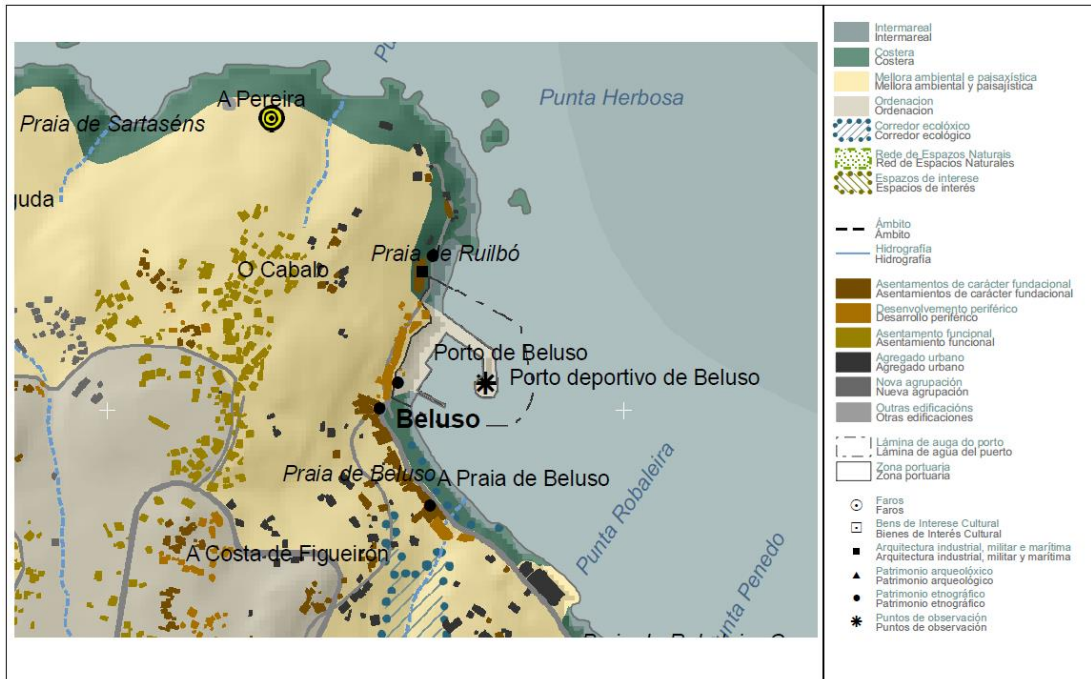 Punta Herbosa
A Pereira
Praia de Sartaséns
guda
Praia de Ruilbó
O Cabalo
Porto de Beluso
Porto deportivo de Beluso
Beluso
Praia de Beluso
A Praia de Beluso
Punta Robaleira
A Costa de Figueirón
Punta Penedo
Intermareal
Intermareal
Costera
Costera
Mellora ambiental e paisaxística
Mellora ambiental y paisajística
Ordenacion
Ordenacion
Corredor ecolóxico
Corredor ecológico
Rede de Espazos Naturais
Red de Espacios Naturales
Espazos de interese
Espacios de interés
Ámbito
Ámbito
Hidrografía
Hidrografía
Asentamentos de carácter fundacional
Asentamientos de carácter fundacional
Desenvolvemento periférico
Desarrollo periférico
Asentamento funcional
Asentamiento funcional
Agregado urbano
Agregado urbano
Nova agrupación
Nueva agrupación
Outras edificacións
Otras edificaciones
Lámina de auga do porto
Lámina de agua del puerto
Zona portuaria
Zona portuaria
Faros
Faros
Bens de Interese Cultural
Bienes de Interés Cultural
Arquitectura industrial, militar e marítima
Arquitectura industrial, militar y marítima
Patrimonio arqueolóxico
Patrimonio arqueológico
Patrimonio etnográfico
Patrimonio etnográfico
Puntos de observación
Puntos de observación